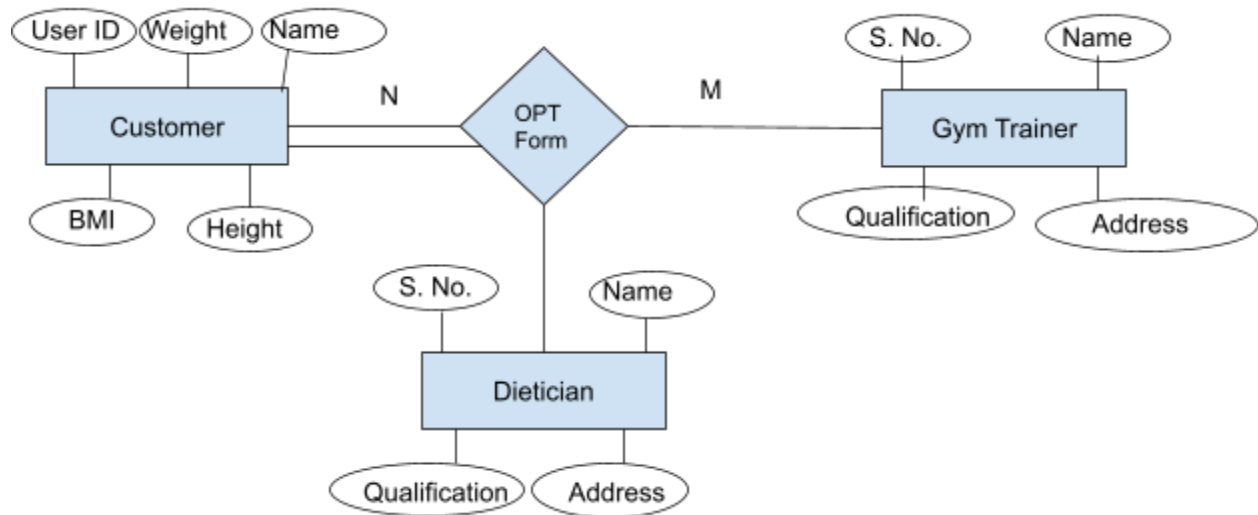 User ID
Weight
Name
Customer
BMI
Height
N
OPT
Form
M
S. No.
Name
Gym Trainer
Qualification
Address
S. No.
Name
Dietician
Qualification
Address